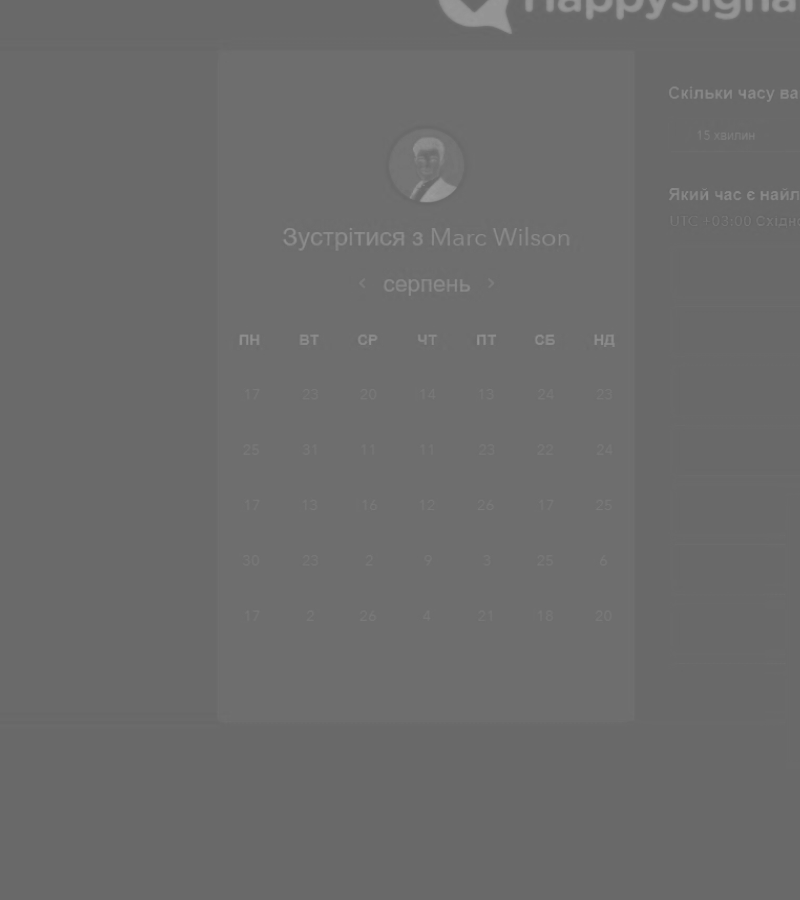 HappySigna
Зустрітися з Marc Wilson
< серпень >
ПН ВТ СР ЧТ ПТ СБ НД
17 23 20 14 13 24 23
25 31 11 11 23 22 24
17 13 16 12 26 17 25
30 23 2 9 3 25 6
17 2 26 4 21 18 20
Скільки часу ва
15 хвилин
Який час є найл
UTC +03:00 Східно